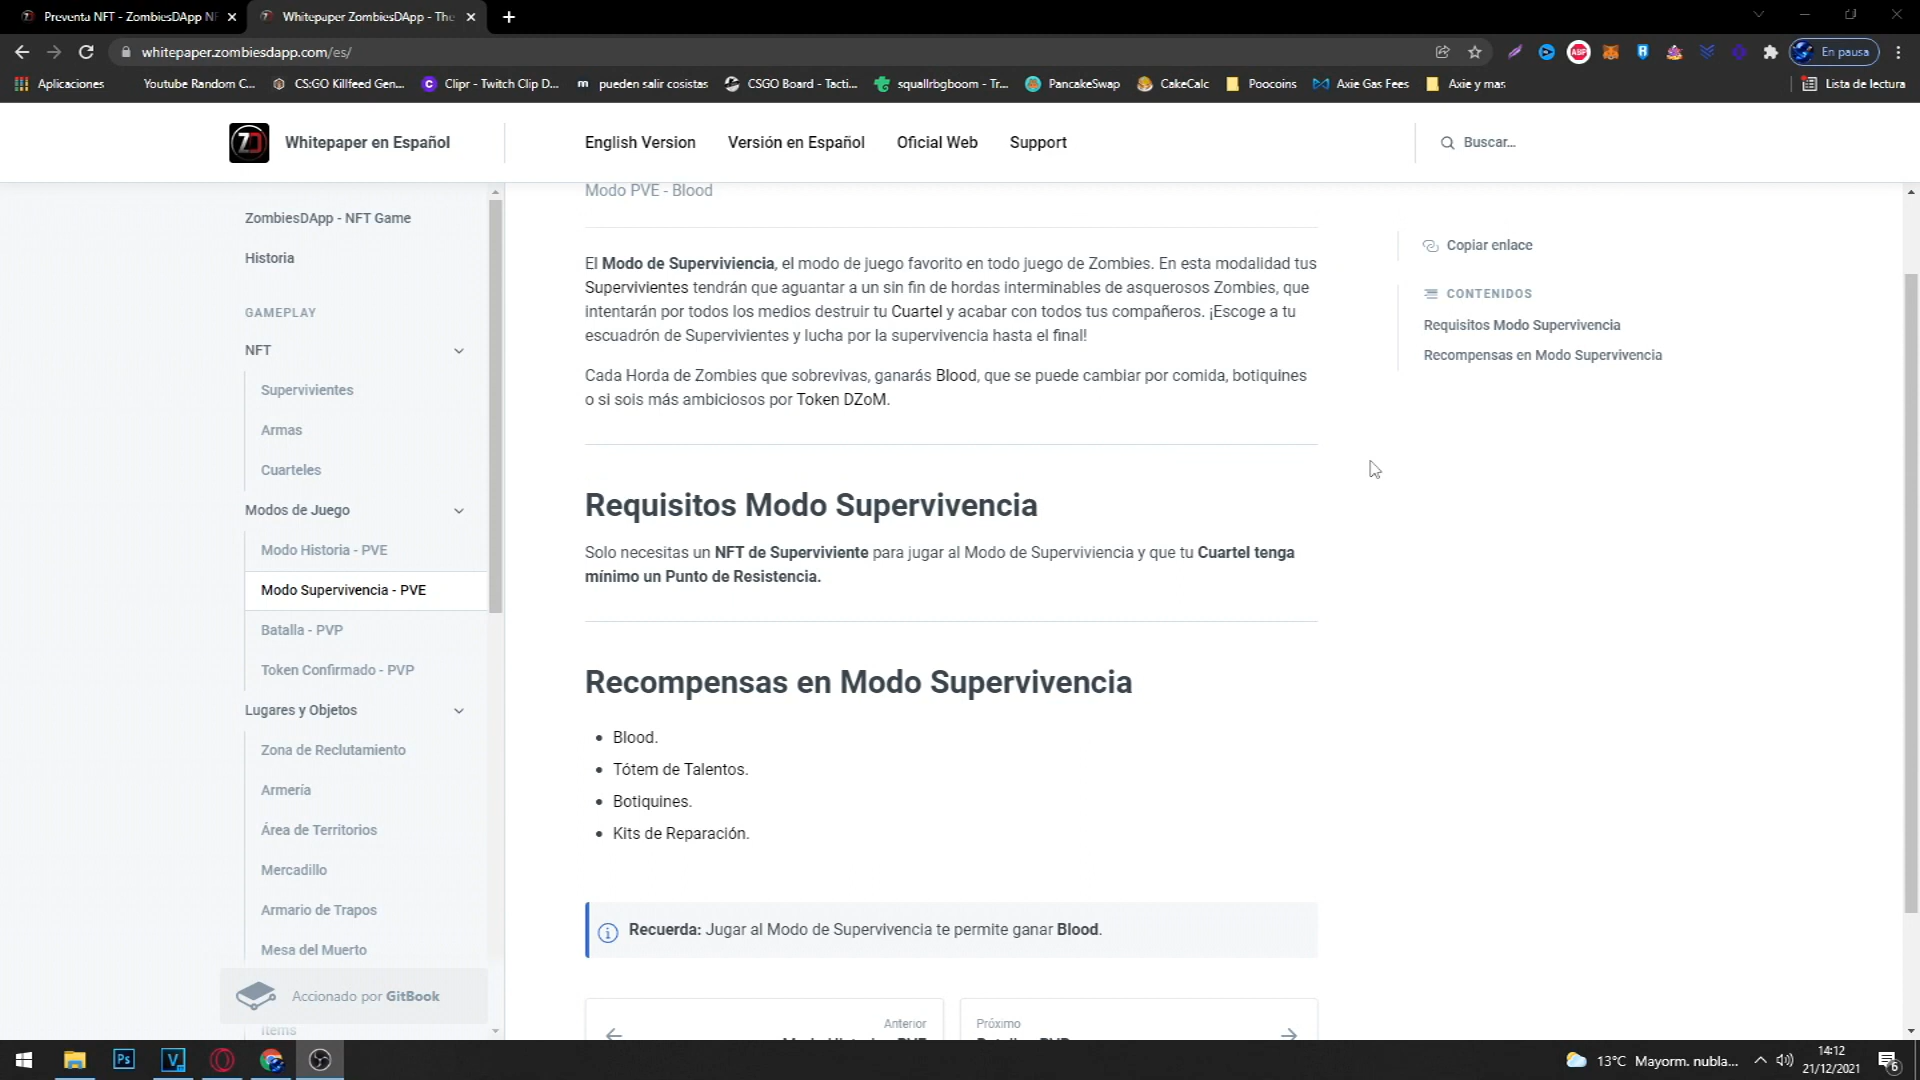 Preventa NFT - ZombiesDApp NF
Whitepaper ZombiesDApp - The
whitepaper.zombiesdapp.com/es/
ABP
En pausa
Aplicaciones
Youtube Random C...
CS:GO Killfeed Gen...
Clipr - Twitch Clip D...
m pueden salir cosistas
CSGO Board - Tacti...
squallrbgboom - Tr...
PancakeSwap
CakeCalc
Poocoins
Axie Gas Fees
Axie y mas
Lista de lectura
Whitepaper en Español
English Version
Versión en Español
Oficial Web
Support
Buscar...
ZombiesDApp - NFT Game
Historia
GAMEPLAY
NFT
Supervivientes
Armas
Cuarteles
Modos de Juego
Modo Historia - PVE
Modo Supervivencia - PVE
Batalla - PVP
Token Confirmado - PVP
Lugares y Objetos
Zona de Reclutamiento
Armería
Área de Territorios
Mercadillo
Armario de Trapos
Mesa del Muerto
Items
Accionado por GitBook
Modo PVE - Blood
El Modo de Superviviencia, el modo de juego favorito en todo juego de Zombies. En esta modalidad tus
Supervivientes tendrán que aguantar a un sin fin de hordas interminables de asquerosos Zombies, que
intentarán por todos los medios destruir tu Cuartel y acabar con todos tus compañeros. ¡Escoge a tu
escuadrón de Supervivientes y lucha por la supervivencia hasta el final!
Cada Horda de Zombies que sobrevivas, ganarás Blood, que se puede cambiar por comida, botiquines
o si sois más ambiciosos por Token DZoM.
Requisitos Modo Supervivencia
Solo necesitas un NFT de Superviviente para jugar al Modo de Superviviencia y que tu Cuartel tenga
mínimo un Punto de Resistencia.
Recompensas en Modo Supervivencia
Blood.
Tótem de Talentos.
Botiquines.
Kits de Reparación.
Recuerda: Jugar al Modo de Supervivencia te permite ganar Blood.
Anterior
Modo Historia - PVE
Próximo
Batalla - PVP
Copiar enlace
CONTENIDOS
Requisitos Modo Supervivencia
Recompensas en Modo Supervivencia
Ps
V
13°C Mayorm. nubla...
14:12
21/12/2021
6